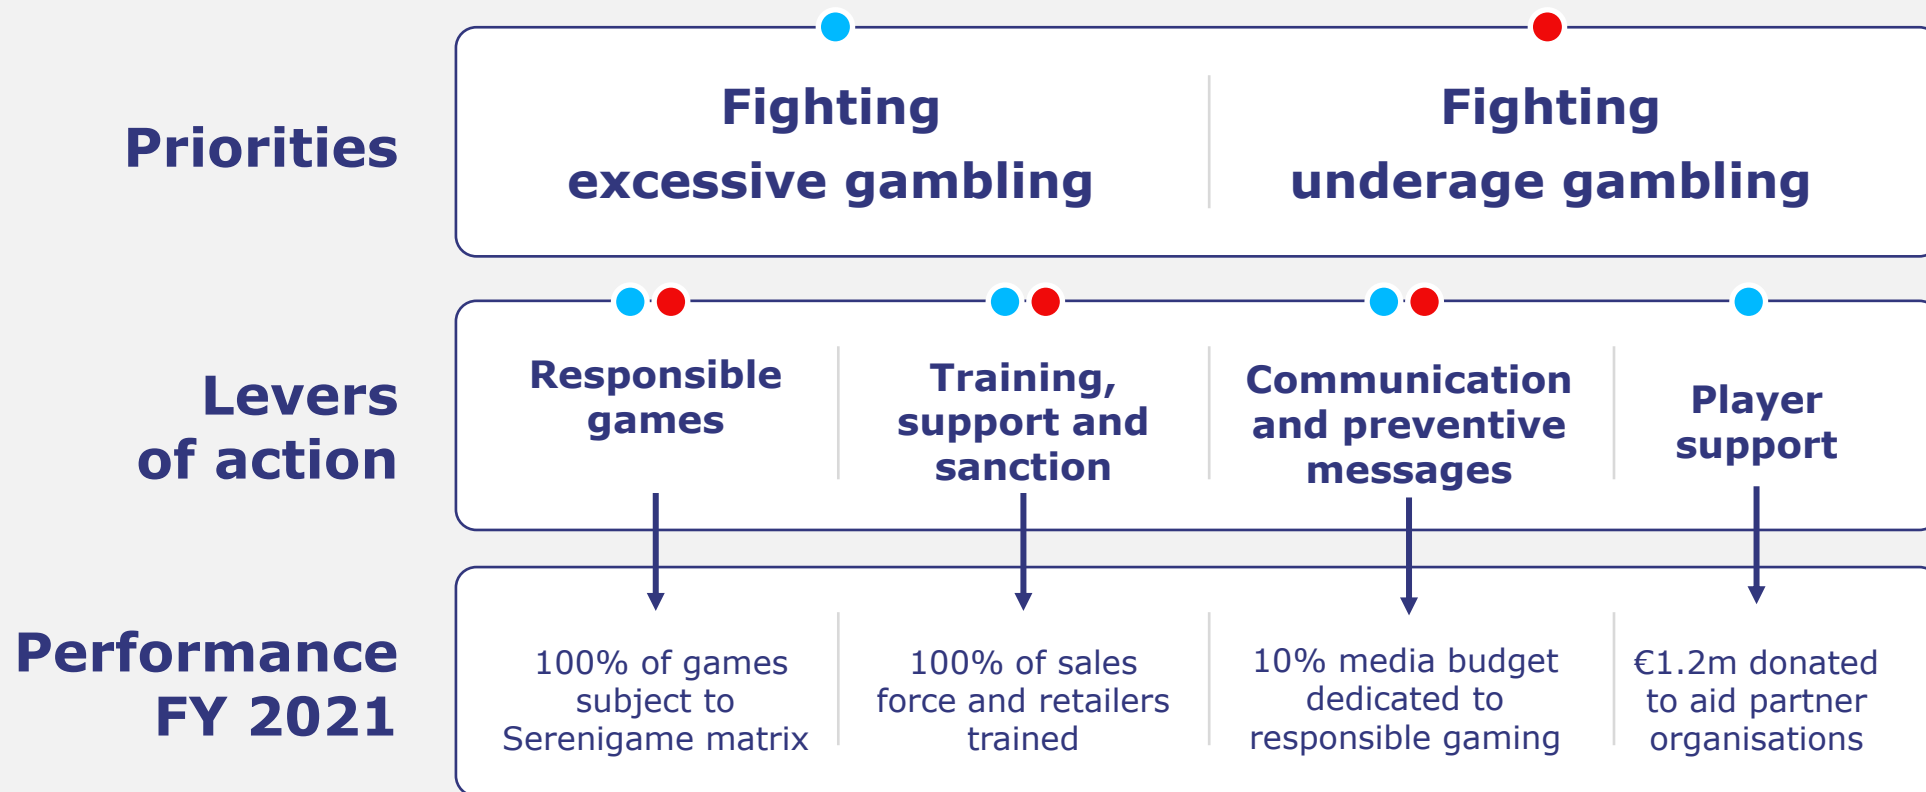 Priorities
Fighting
excessive gambling
Fighting
underage gambling
Levers
of action
Responsible
games
Training,
support and
sanction
Communication
and preventive
messages
Player
support
Performance
FY 2021
100% of games
subject to
Serenigame matrix
100% of sales
force and retailers
trained
10% media budget
dedicated to
responsible gaming
€1.2m donated
to aid partner
organisations